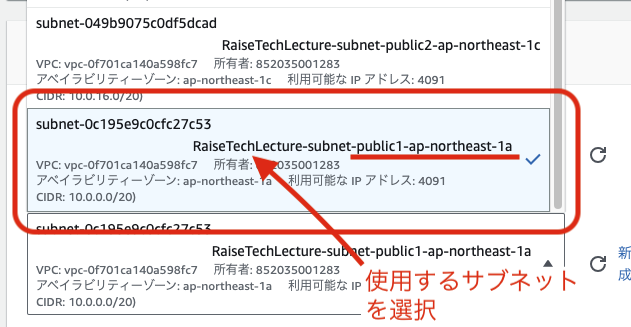 subnet-049b9075c0df5dcad
RaiseTechLecture-subnet-public2-ap-northeast-1c
VPC: vpc-0f701ca140a598fc7 所有者: 852035001283
アベイラビリティーゾーン: ap-northeast-1c 利用可能な IP アドレス: 4091
CIDR: 10.0.16.0/20)
subnet-0c195e9c0cfc27c53
RaiseTechLecture-subnet-public1-ap-northeast-1a
VPC: vpc-0f701ca140a598fc7 所有者: 852035001283
アベイラビリティーゾーン: ap-northeast-1a 利用可能な IP アドレス: 4091
CIDR: 10.0.0.0/20)
subnet-0c195e9c0cfc27c53
RaiseTechLecture-subnet-public1-ap-northeast-1a
VPC: vpc-0f701ca140a598fc7 所有者: 852035001283
アベイラビリティーゾーン: ap-northeast-1a 利用可能な IP
CIDR: 10.0.0.0/20)
使用するサブネット
を選択
新
成